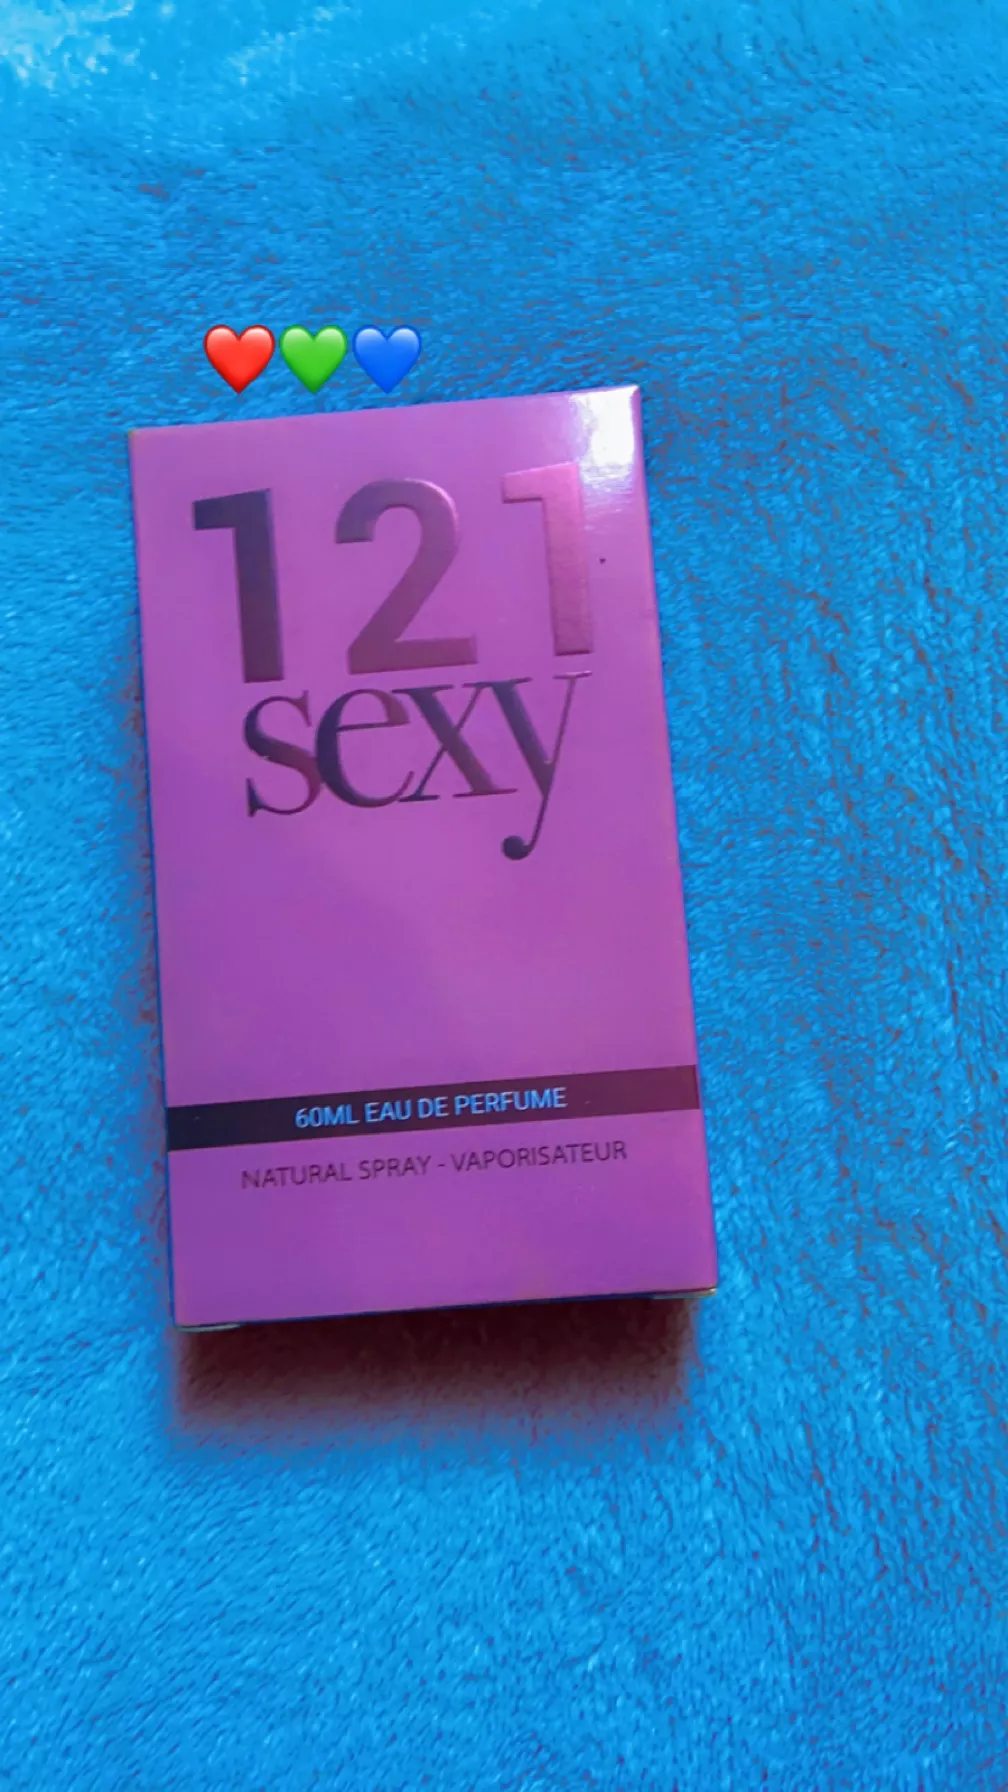 ❤️💚💙
121
sexy
60ML EAU DE PERFUME
NATURAL SPRAY - VAPORISATEUR